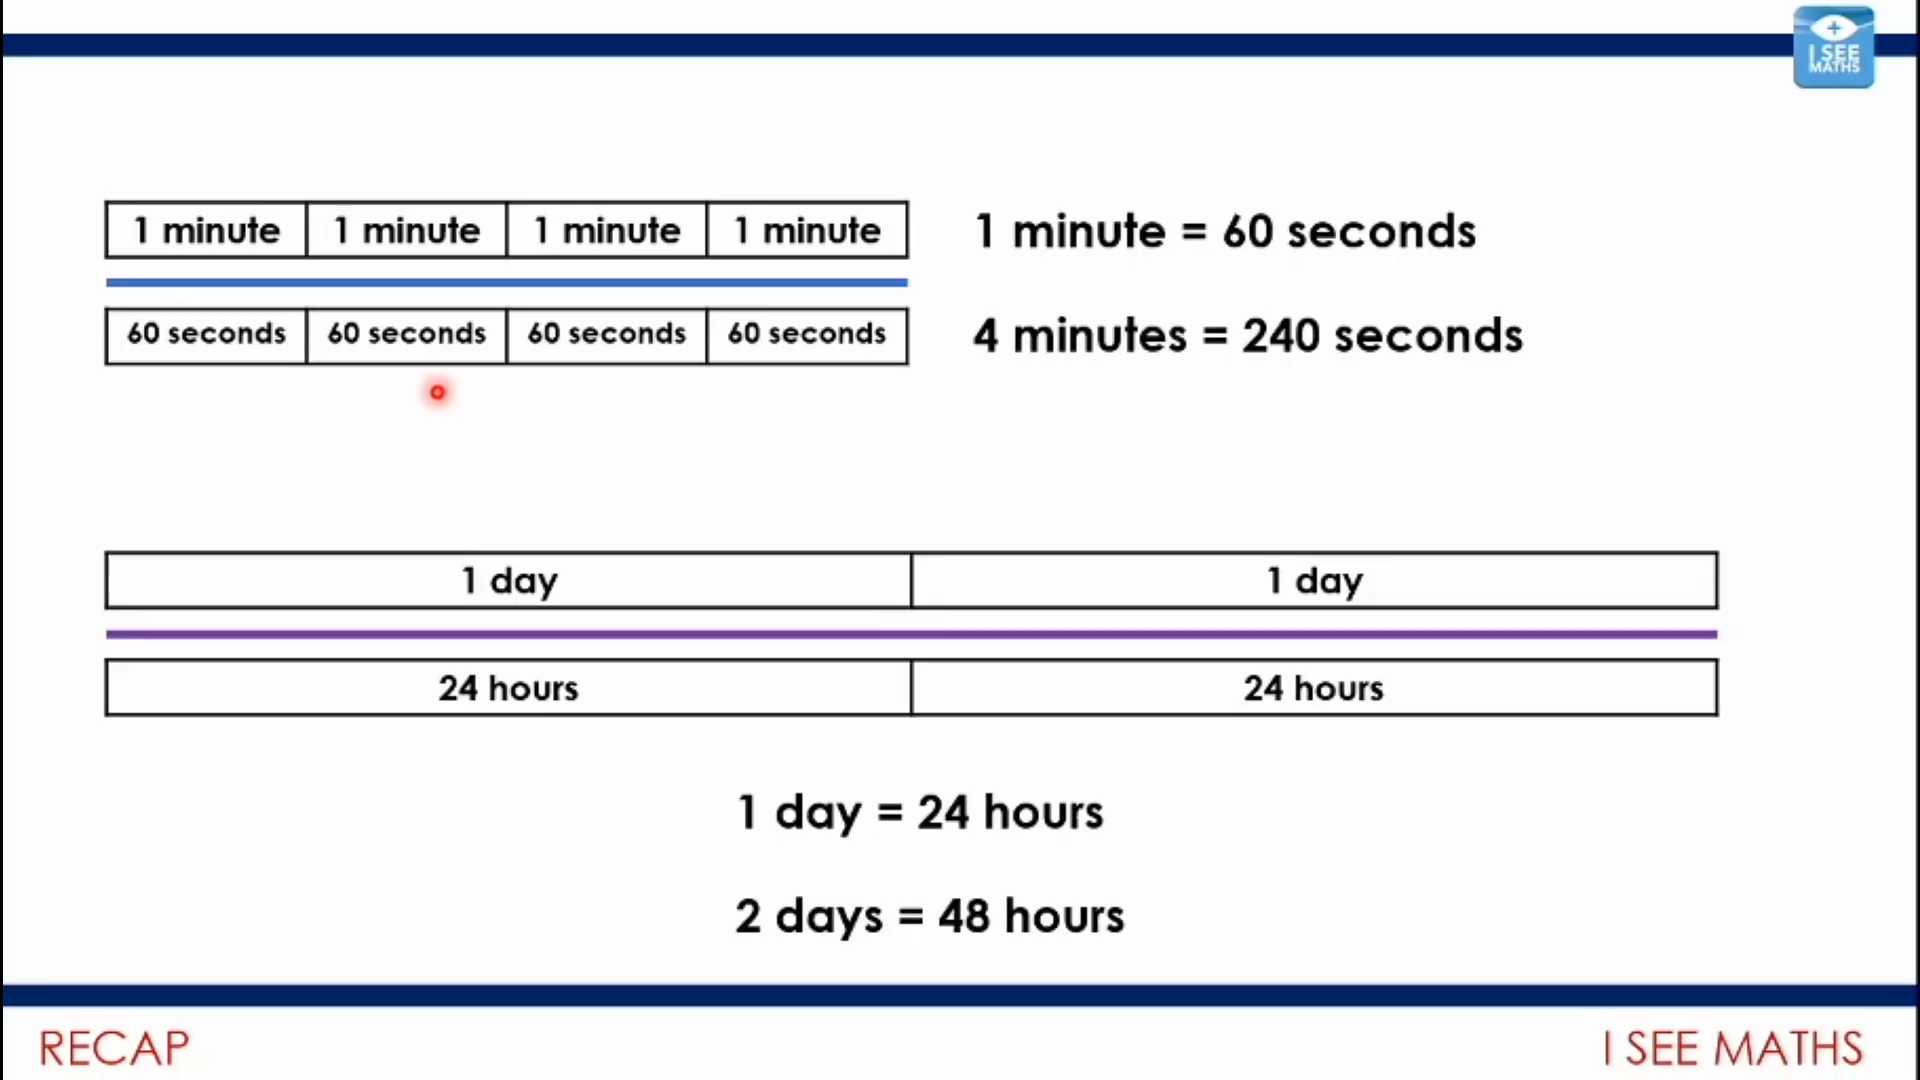 I SEE
MATHS
1 minute 1 minute 1 minute 1 minute
1 minute = 60 seconds
60 seconds 60 seconds 60 seconds 60 seconds
4 minutes = 240 seconds
1 day 1 day
24 hours 24 hours
1 day = 24 hours
2 days = 48 hours
RECAP
I SEE MATHS